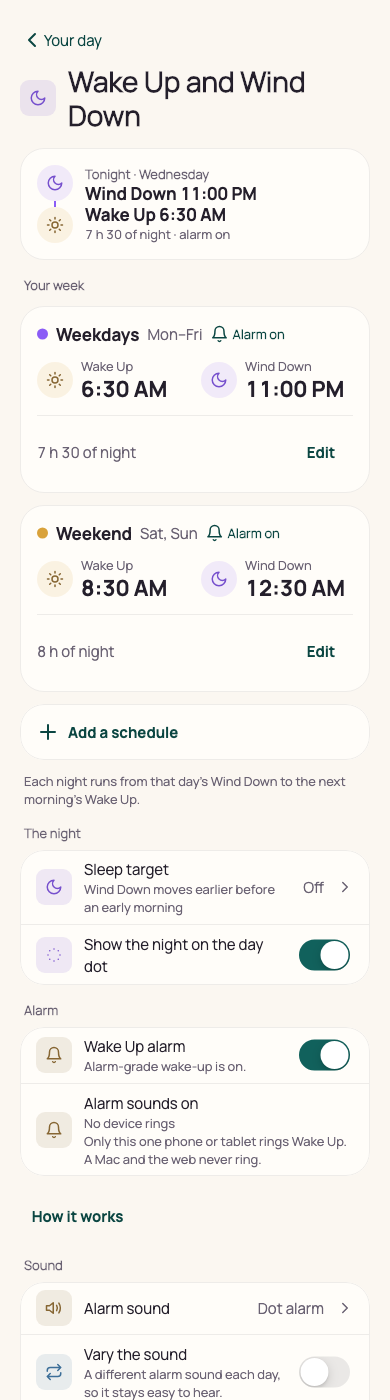 Your day
Wake Up and Wind
Down
Tonight · Wednesday
Wind Down 11:00 PM
Wake Up 6:30 AM
7 h 30 of night · alarm on
Your week
Weekdays Mon–Fri Alarm on
Wake Up Wind Down
6:30 AM 11:00 PM
7 h 30 of night Edit
Weekend Sat, Sun Alarm on
Wake Up Wind Down
8:30 AM 12:30 AM
8 h of night Edit
Add a schedule
Each night runs from that day's Wind Down to the next
morning's Wake Up.
The night
Sleep target
Wind Down moves earlier before
an early morning
Off
Show the night on the day
dot
Alarm
Wake Up alarm
Alarm-grade wake-up is on.
Alarm sounds on
No device rings
Only this one phone or tablet rings Wake Up.
A Mac and the web never ring.
How it works
Sound
Alarm sound Dot alarm
Vary the sound
A different alarm sound each day,
so it stays easy to hear.